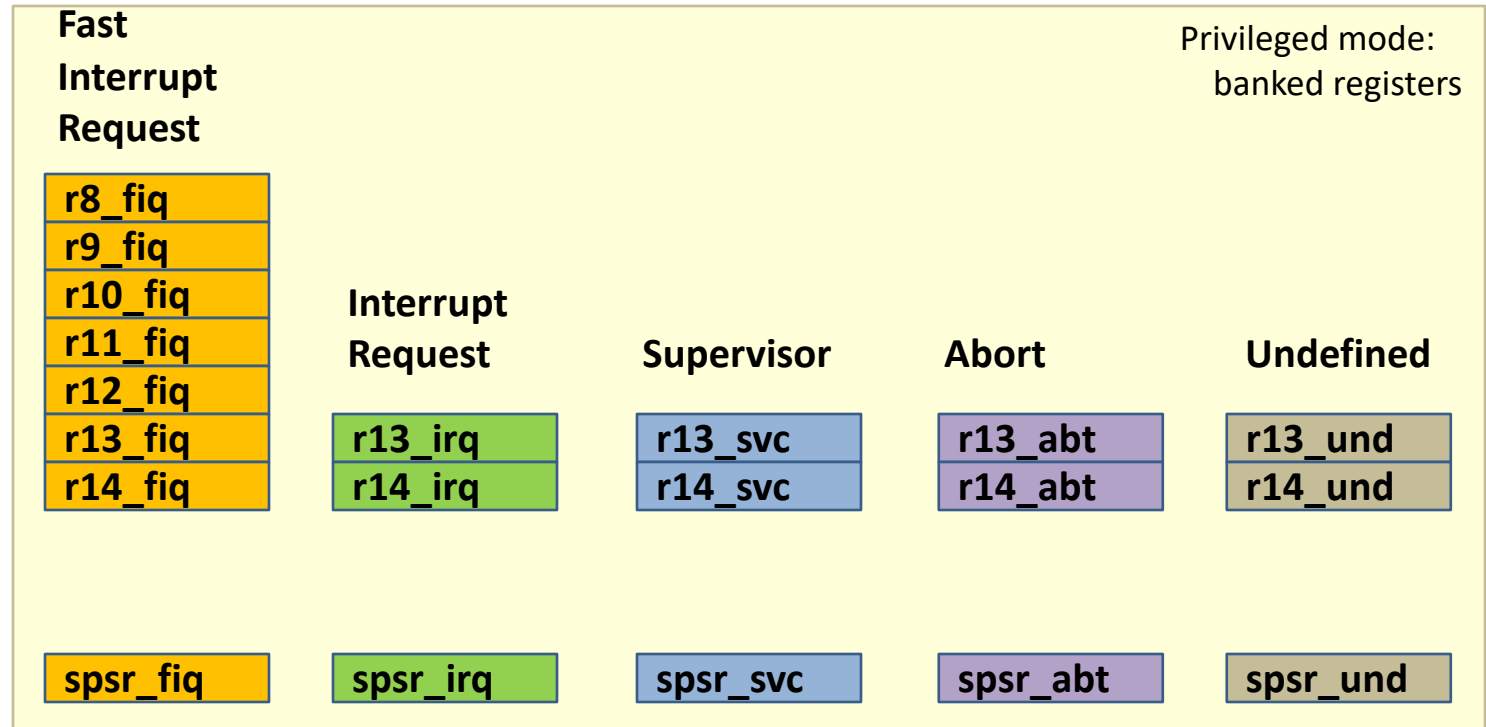 Fast
Interrupt
Request
Privileged mode:
banked registers
r8_fiq
r9_fiq
r10_fiq
r11_fiq
r12_fiq
r13_fiq
r14_fiq
spsr_fiq
Interrupt
Request
r13_irq
r14_irq
spsr_irq
Supervisor
r13_svc
r14_svc
spsr_svc
Abort
r13_abt
r14_abt
spsr_abt
Undefined
r13_und
r14_und
spsr_und